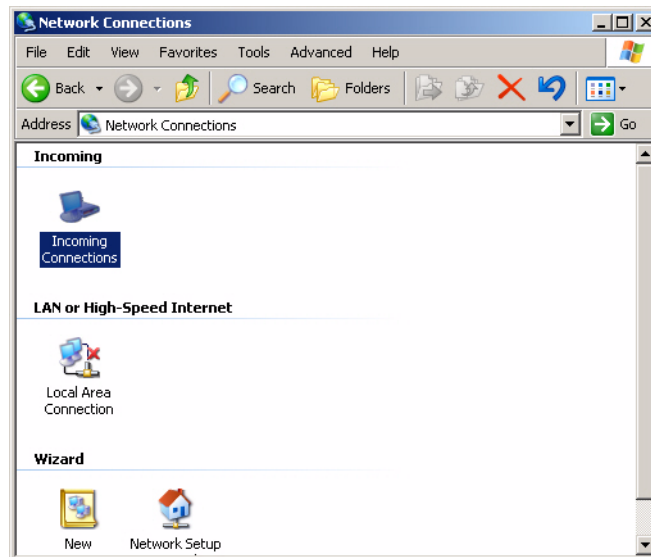 Network Connections
File Edit View Favorites Tools Advanced Help
Back Search Folders
Address Network Connections Go
Incoming
Incoming
Connections
LAN or High-Speed Internet
Local Area
Connection
Wizard
New Network Setup